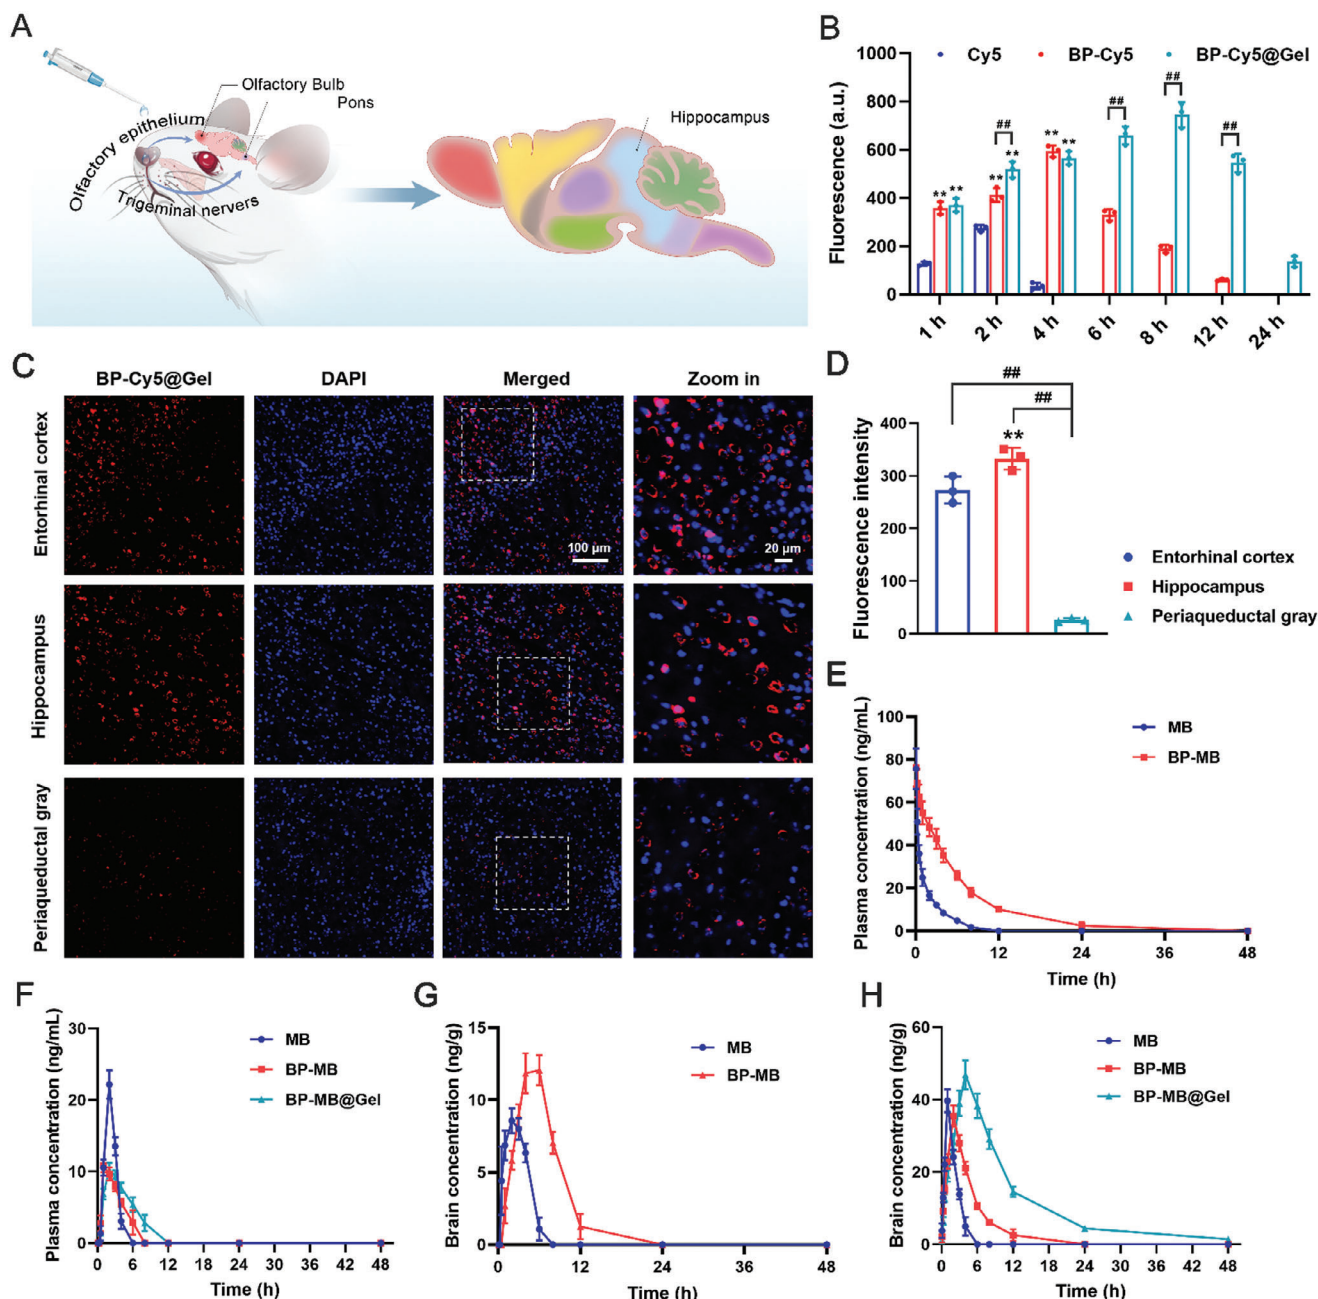 A
Olfactory Bulb
Pons
Olfactory epithelium
Trigeminal nervers
Hippocampus
B
Cy5
BP-Cy5
BP-Cy5@Gel
Fluorescence (a.u.)
1000
800
600
400
200
0
** **
** ## **
** **
##
##
##
1 h
2 h
4 h
6 h
8 h
12 h
24 h
C
BP-Cy5@Gel
DAPI
Merged
Zoom in
Entorhinal cortex
100 μm
20 μm
Hippocampus
Periaqueductal gray
D
##
##
**
Fluorescence intensity
400
300
200
100
0
Entorhinal cortex
Hippocampus
Periaqueductal gray
E
Plasma concentration (ng/mL)
100
80
60
40
20
0
MB
BP-MB
0 12 24 36 48
Time (h)
F
Plasma concentration (ng/mL)
30
20
10
0
MB
BP-MB
BP-MB@Gel
0 6 12 18 24 30 36 42 48
Time (h)
G
Brain concentration (ng/g)
15
10
5
0
MB
BP-MB
0 12 24 36 48
Time (h)
H
Brain concentration (ng/g)
60
40
20
0
MB
BP-MB
BP-MB@Gel
0 6 12 18 24 30 36 42 48
Time (h)